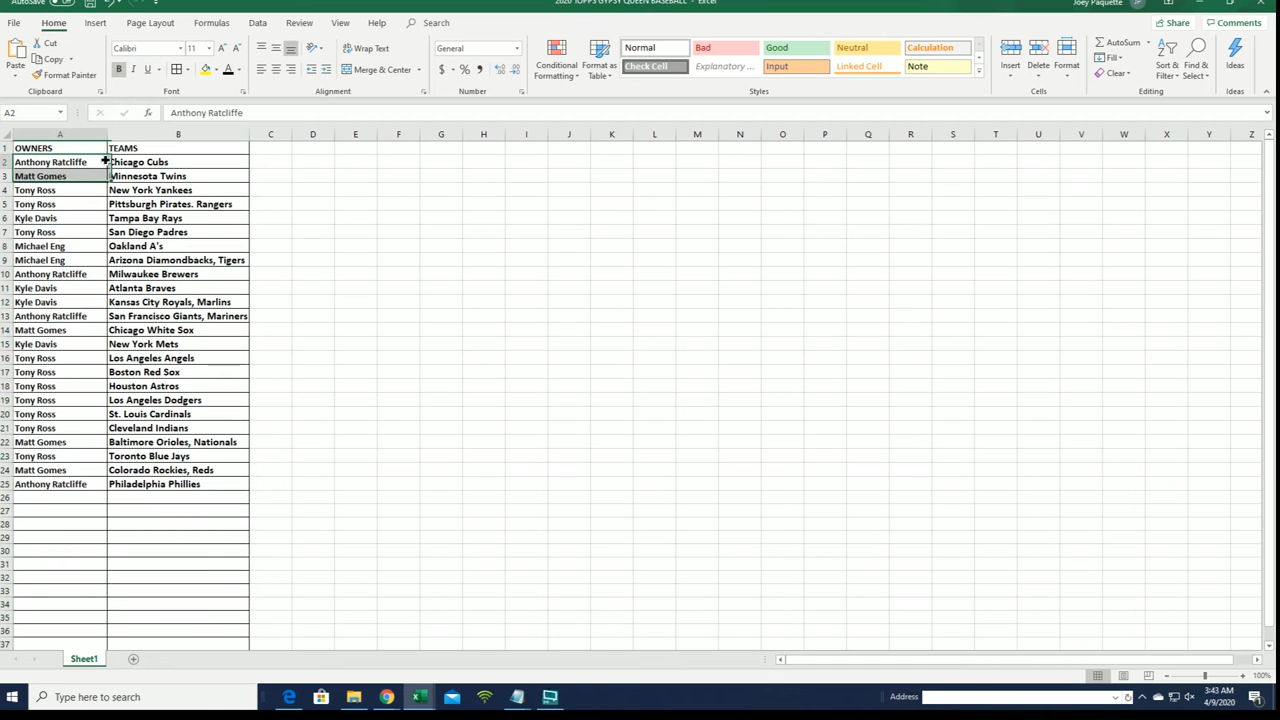 AutoSave
2020 TOPPS GYPSY QUEEN BASEBALL - Excel
Joey Paquette
JP
File Home Insert Page Layout Formulas Data Review View Help Search Share Comments
Paste
Cut
Copy
Format Painter
Clipboard
Calibri 11
B I U
Font
Wrap Text
Merge & Center
Alignment
General
$ % ,
Number
Conditional Formatting
Format as Table
Normal Bad Good Neutral Calculation
Check Cell Explanatory ... Input Linked Cell Note
Styles
Insert Delete Format
Cells
AutoSum
Fill
Clear
Sort & Filter
Find & Select
Editing
Ideas
Ideas
A2 fx Anthony Ratcliffe
A B C D E F G H I J K L M N O P Q R S T U V W X Y Z
1 OWNERS TEAMS
2 Anthony Ratcliffe Chicago Cubs
3 Matt Gomes Minnesota Twins
4 Tony Ross New York Yankees
5 Tony Ross Pittsburgh Pirates. Rangers
6 Kyle Davis Tampa Bay Rays
7 Tony Ross San Diego Padres
8 Michael Eng Oakland A's
9 Michael Eng Arizona Diamondbacks, Tigers
10 Anthony Ratcliffe Milwaukee Brewers
11 Kyle Davis Atlanta Braves
12 Kyle Davis Kansas City Royals, Marlins
13 Anthony Ratcliffe San Francisco Giants, Mariners
14 Matt Gomes Chicago White Sox
15 Kyle Davis New York Mets
16 Tony Ross Los Angeles Angels
17 Tony Ross Boston Red Sox
18 Tony Ross Houston Astros
19 Tony Ross Los Angeles Dodgers
20 Tony Ross St. Louis Cardinals
21 Tony Ross Cleveland Indians
22 Matt Gomes Baltimore Orioles, Nationals
23 Tony Ross Toronto Blue Jays
24 Matt Gomes Colorado Rockies, Reds
25 Anthony Ratcliffe Philadelphia Phillies
26
27
28
29
30
31
32
33
34
35
36
37
Sheet1
100%
Type here to search
Address
3:43 AM
4/9/2020